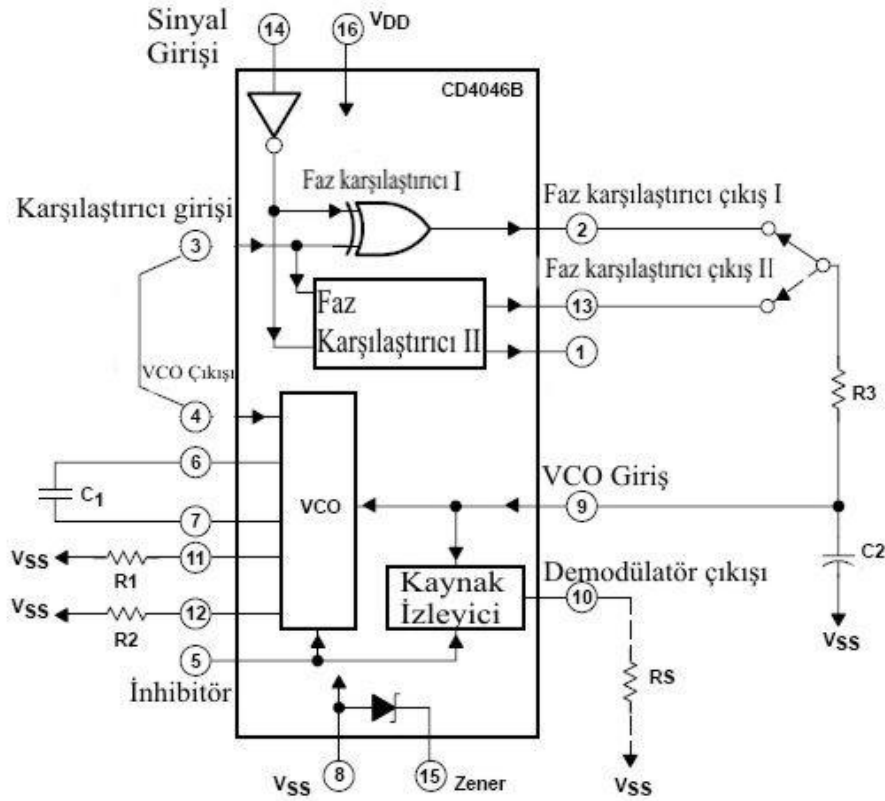 Sinyal
Girişi
14
16
VDD
CD4046B
Faz karşılaştırıcı I
Karşılaştırıcı girişi
3
Faz karşılaştırıcı çıkış I
2
Faz karşılaştırıcı çıkış II
13
Faz
Karşılaştırıcı II
1
VCO Çıkışı
4
R3
6
C1
VCO
VCO Giriş
9
7
C2
VSS
R1
11
Kaynak
İzleyici
Demodülatör çıkışı
10
VSS
R2
12
VSS
5
İnhibitör
RS
VSS
8
15
Zener
VSS